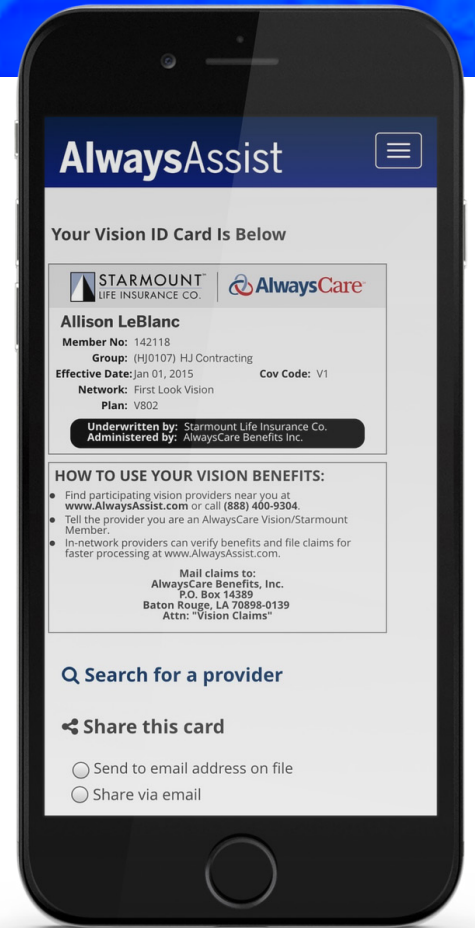 AlwaysAssist
Your Vision ID Card Is Below
STARMOUNT™
LIFE INSURANCE CO.
AlwaysCare
Allison LeBlanc
Member No: 142118
Group: (HJ0107) HJ Contracting
Effective Date: Jan 01, 2015 Cov Code: V1
Network: First Look Vision
Plan: V802
Underwritten by: Starmount Life Insurance Co.
Administered by: AlwaysCare Benefits Inc.
HOW TO USE YOUR VISION BENEFITS:
• Find participating vision providers near you at
www.AlwaysAssist.com or call (888) 400-9304.
• Tell the provider you are an AlwaysCare Vision/Starmount
Member.
• In-network providers can verify benefits and file claims for
faster processing at www.AlwaysAssist.com.
Mail claims to:
AlwaysCare Benefits, Inc.
P.O. Box 14389
Baton Rouge, LA 70898-0139
Attn: "Vision Claims"
Search for a provider
Share this card
Send to email address on file
Share via email